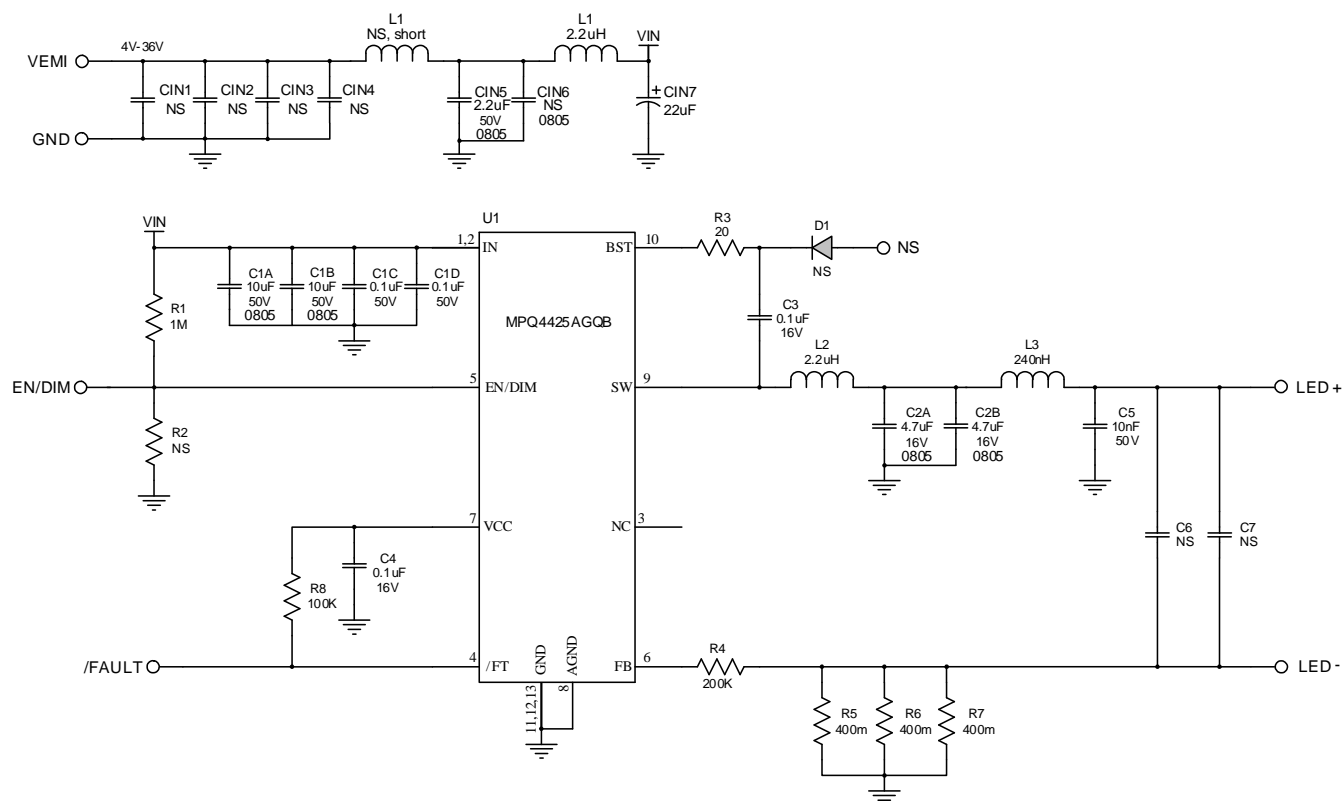 L1
NS, short
L1
2.2uH
VIN
VEMI
4V-36V
CIN1
NS
CIN2
NS
CIN3
NS
CIN4
NS
CIN5
2.2uF
50V
0805
CIN6
NS
0805
CIN7
22uF
GND
VIN
U1
1,2
IN
BST
10
R3
20
D1
NS
NS
C1A
10uF
50V
0805
C1B
10uF
50V
0805
C1C
0.1uF
50V
C1D
0.1uF
50V
R1
1M
MPQ4425AGQB
C3
0.1uF
16V
L2
2.2uH
L3
240nH
EN/DIM
5
EN/DIM
SW
9
LED+
R2
NS
C2A
4.7uF
16V
0805
C2B
4.7uF
16V
0805
C5
10nF
50V
7
VCC
NC
3
C6
NS
C7
NS
C4
0.1uF
16V
R8
100K
/FAULT
4
/FT
GND
AGND
FB
6
R4
200K
LED-
11,12,13
8
R5
400m
R6
400m
R7
400m